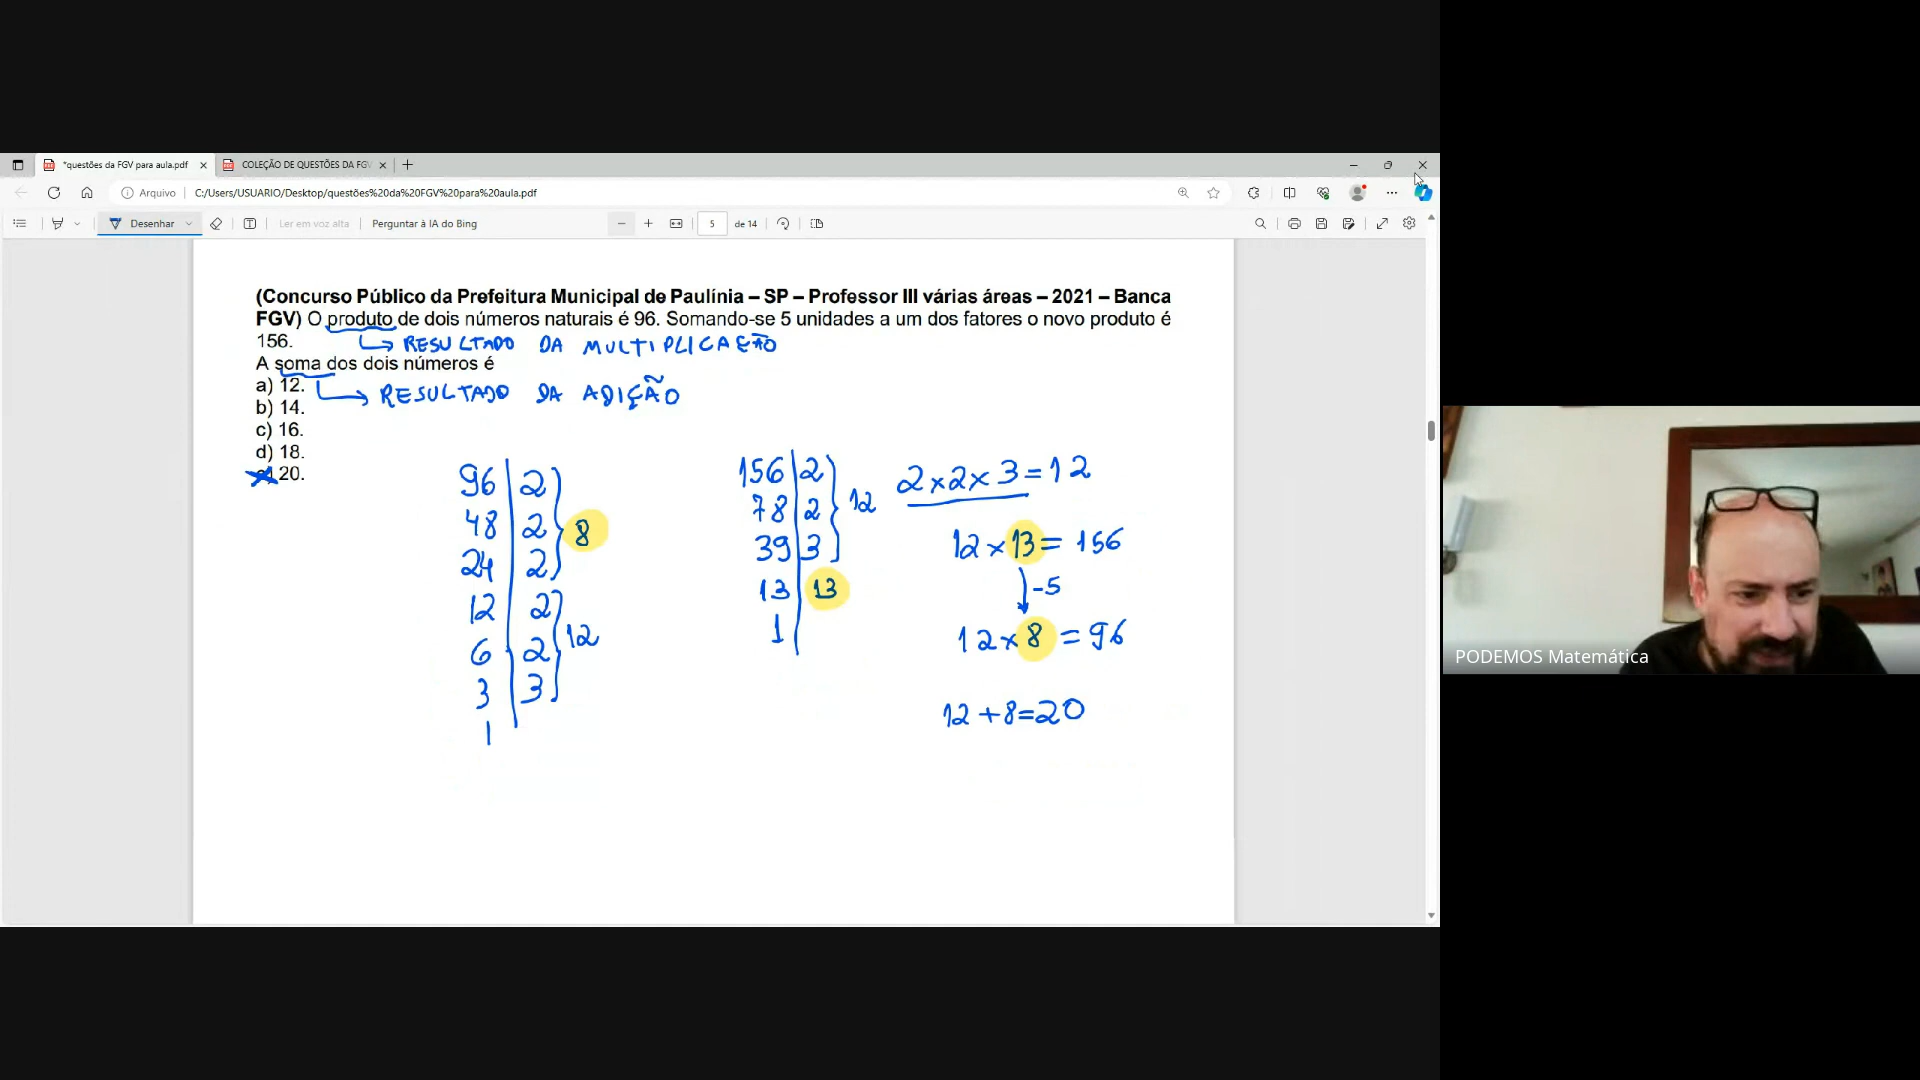 *questões da FGV para aula.pdf
COLEÇÃO DE QUESTÕES DA FGV
Arquivo
C:/Users/USUARIO/Desktop/questões%20da%20FGV%20para%20aula.pdf
Desenhar
Ler em voz alta
Perguntar à IA do Bing
5
de 14
(Concurso Público da Prefeitura Municipal de Paulínia – SP – Professor III várias áreas – 2021 – Banca
FGV) O produto de dois números naturais é 96. Somando-se 5 unidades a um dos fatores o novo produto é
156.
RESULTADO DA MULTIPLICAÇÃO
A soma dos dois números é
a) 12.
RESULTADO DA ADIÇÃO
b) 14.
c) 16.
d) 18.
20.
96 2
48 2
24 2
8
12 2
6 2
3 3
12
1
156 2
78 2
39 3
12
13 13
1
2×2×3=12
12×13=156
-5
12×8=96
12+8=20
PODEMOS Matemática